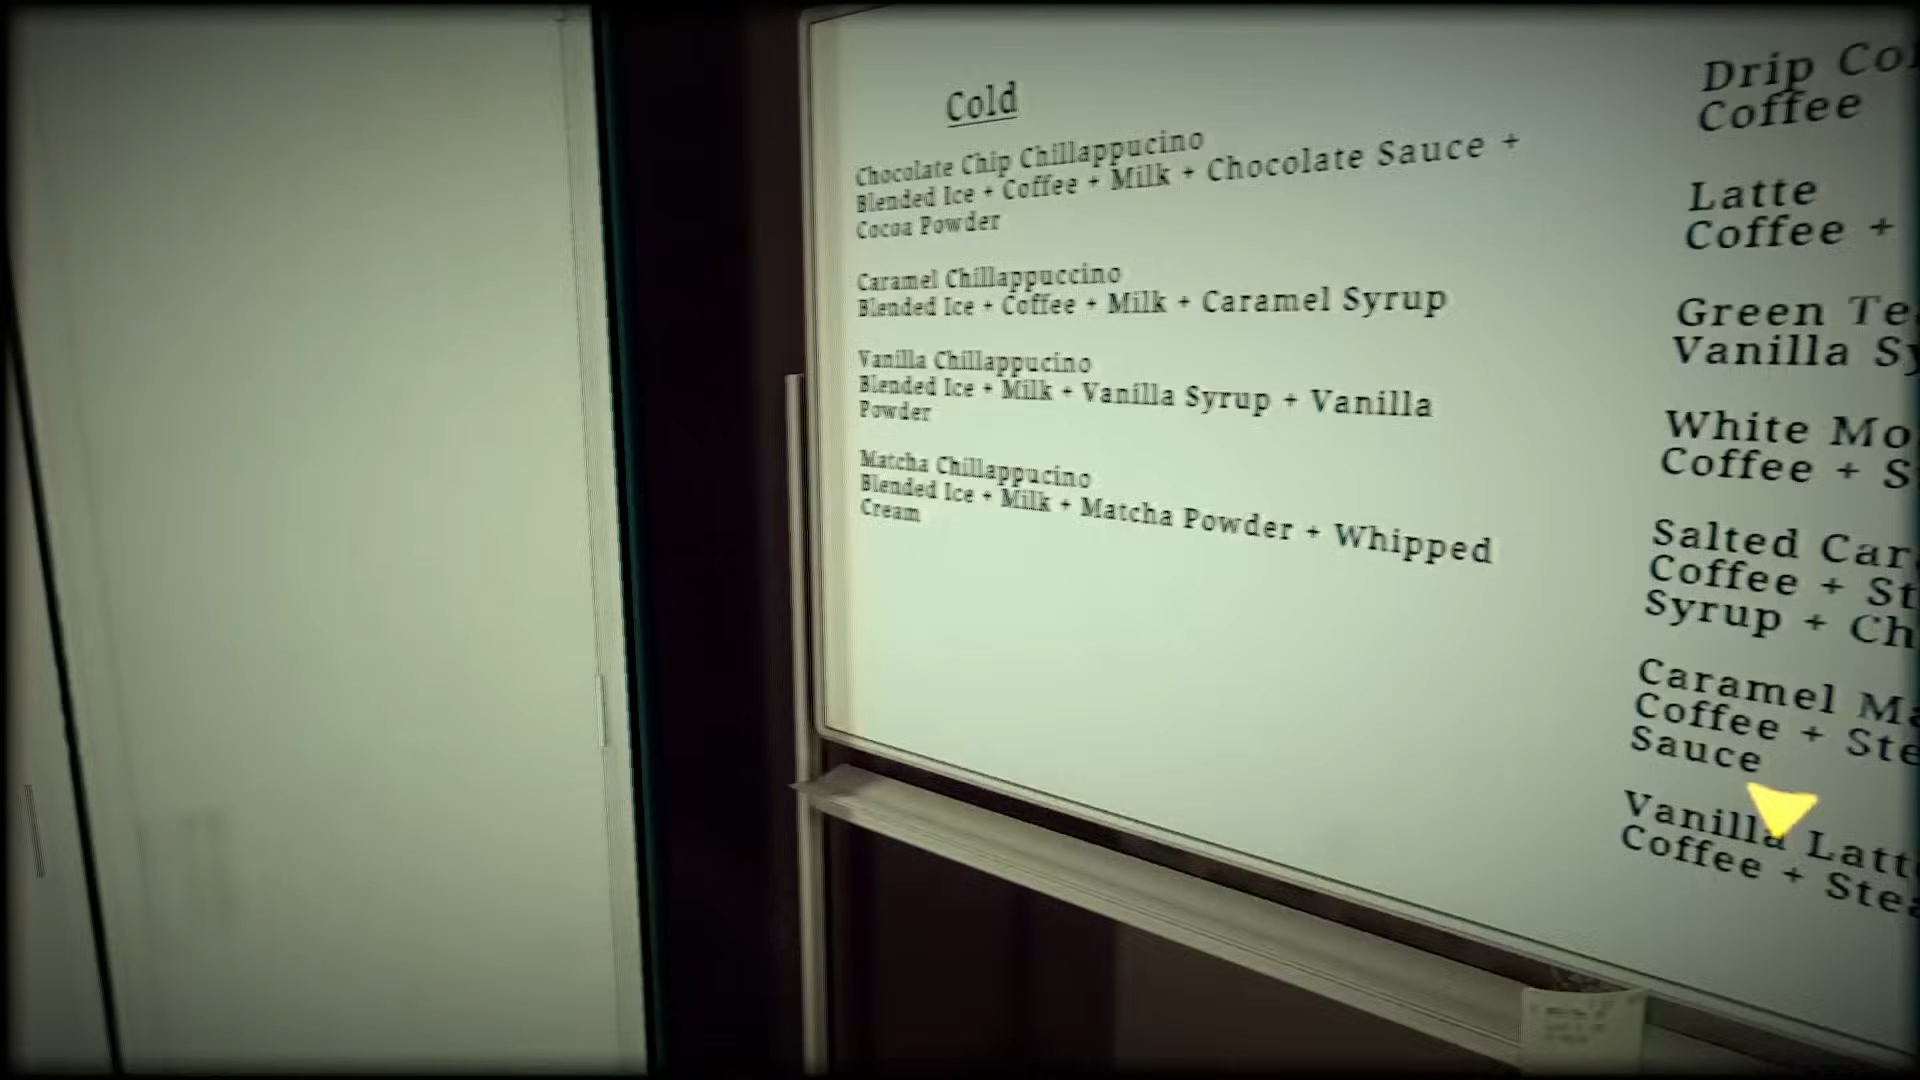 Cold
Chocolate Chip Chillappucino
Blended Ice + Coffee + Milk + Chocolate Sauce +
Cocoa Powder
Caramel Chillappuccino
Blended Ice + Coffee + Milk + Caramel Syrup
Vanilla Chillappucino
Blended Ice + Milk + Vanilla Syrup + Vanilla
Powder
Matcha Chillappucino
Blended Ice + Milk + Matcha Powder + Whipped
Cream
Drip
Coffee
Latte
Coffee +
Green
Vanilla
White
Coffee +
Salted
Coffee +
Syrup +
Caramel
Coffee +
Sauce
Vanilla
Coffee +